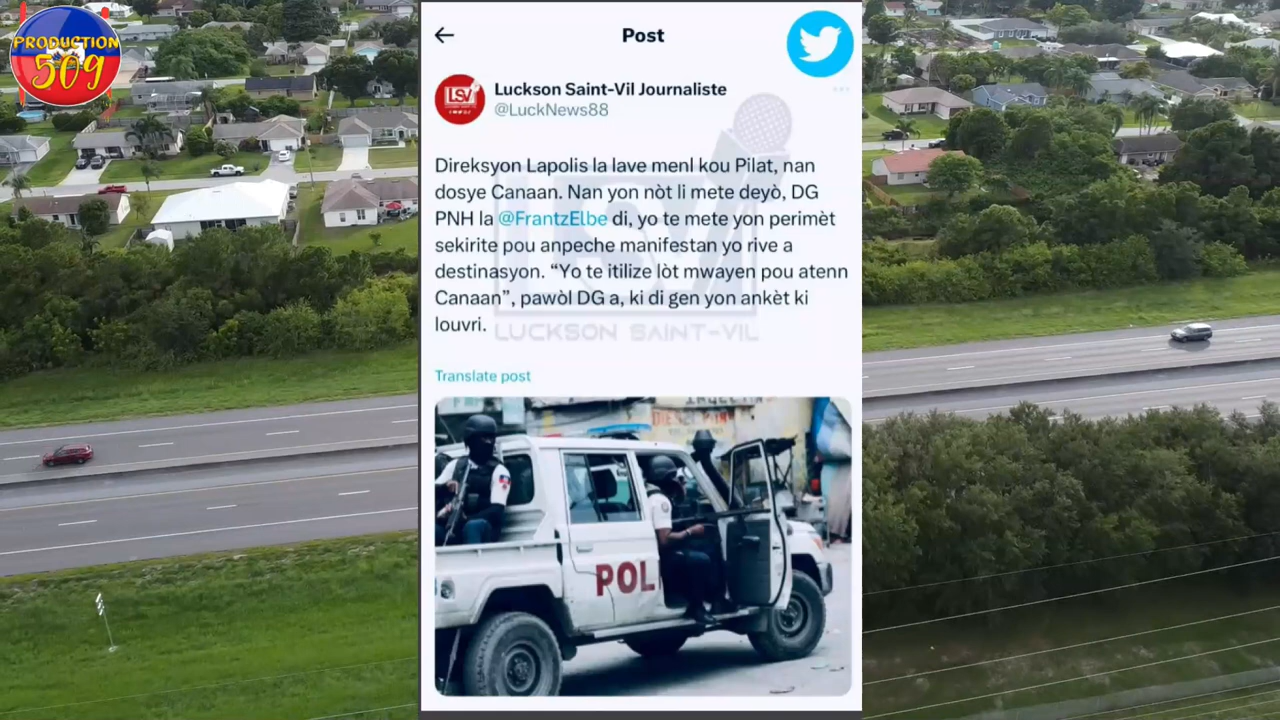 PRODUCTION
509
Post
LSV
Luckson Saint-Vil Journaliste
@LuckNews88
Direksyon Lapolis la lave menl kou Pilat, nan
dosye Canaan. Nan yon nòt li mete deyò, DG
PNH la @FrantzElbe di, yo te mete yon perimèt
sekirite pou anpeche manifestan yo rive a
destinasyon. “Yo te itilize lòt mwayen pou atenn
Canaan”, pawòl DG a, ki di gen yon ankèt ki
louvri.
LUCKSON SAINT-VIL
Translate post
DIESEL
POLI